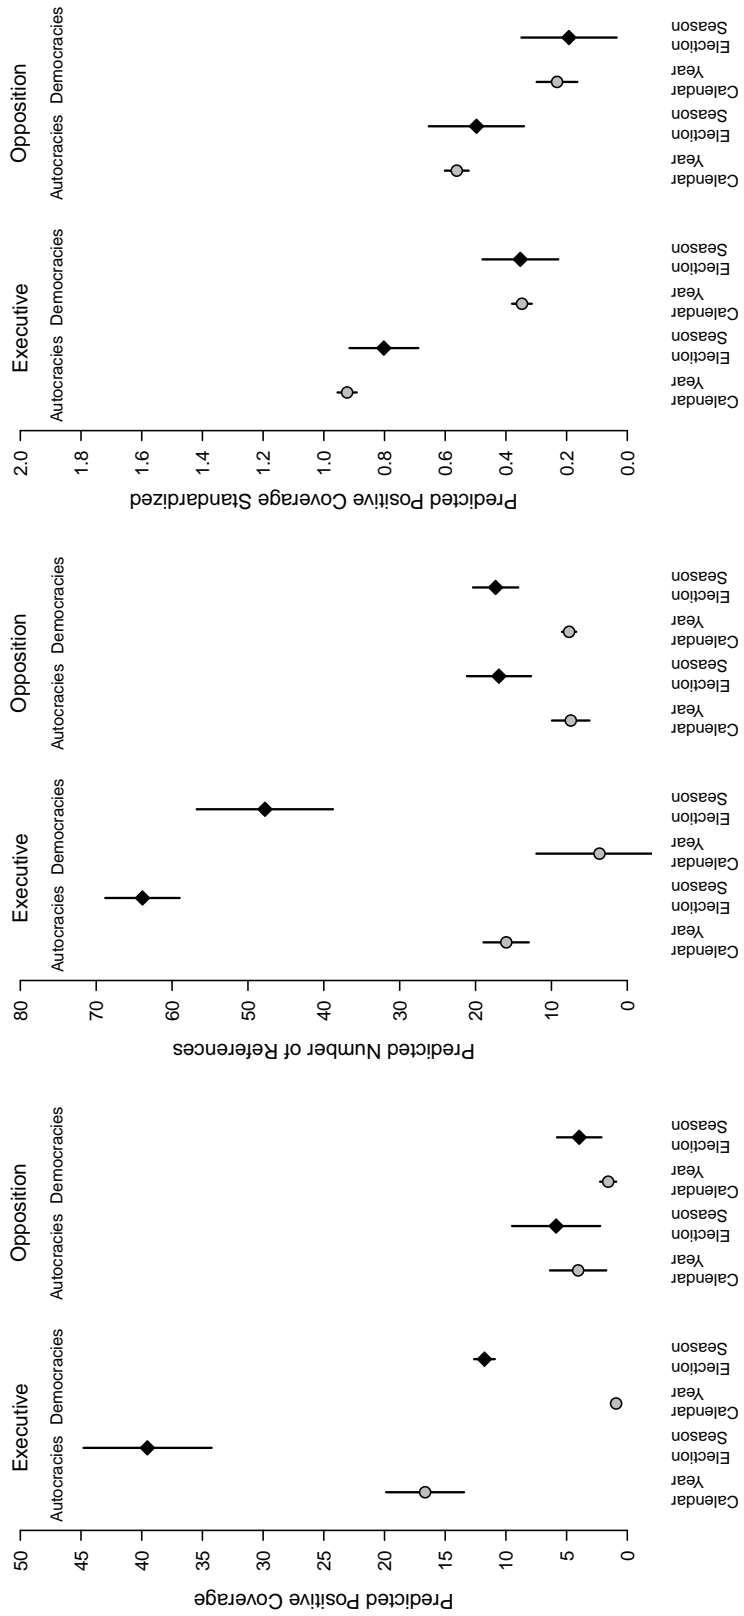 Executive
Opposition
Autocracies
Democracies
Autocracies
Democracies
Predicted Positive Coverage
50
45
40
35
30
25
20
15
10
5
0
Calendar
Year
Election
Season
Calendar
Year
Election
Season
Calendar
Year
Election
Season
Calendar
Year
Election
Season
Executive
Opposition
Autocracies
Democracies
Autocracies
Democracies
Predicted Number of References
80
70
60
50
40
30
20
10
0
Calendar
Year
Election
Season
Calendar
Year
Election
Season
Calendar
Year
Election
Season
Calendar
Year
Election
Season
Executive
Opposition
Autocracies
Democracies
Autocracies
Democracies
Predicted Positive Coverage Standardized
2.0
1.8
1.6
1.4
1.2
1.0
0.8
0.6
0.4
0.2
0.0
Calendar
Year
Election
Season
Calendar
Year
Election
Season
Calendar
Year
Election
Season
Calendar
Year
Election
Season